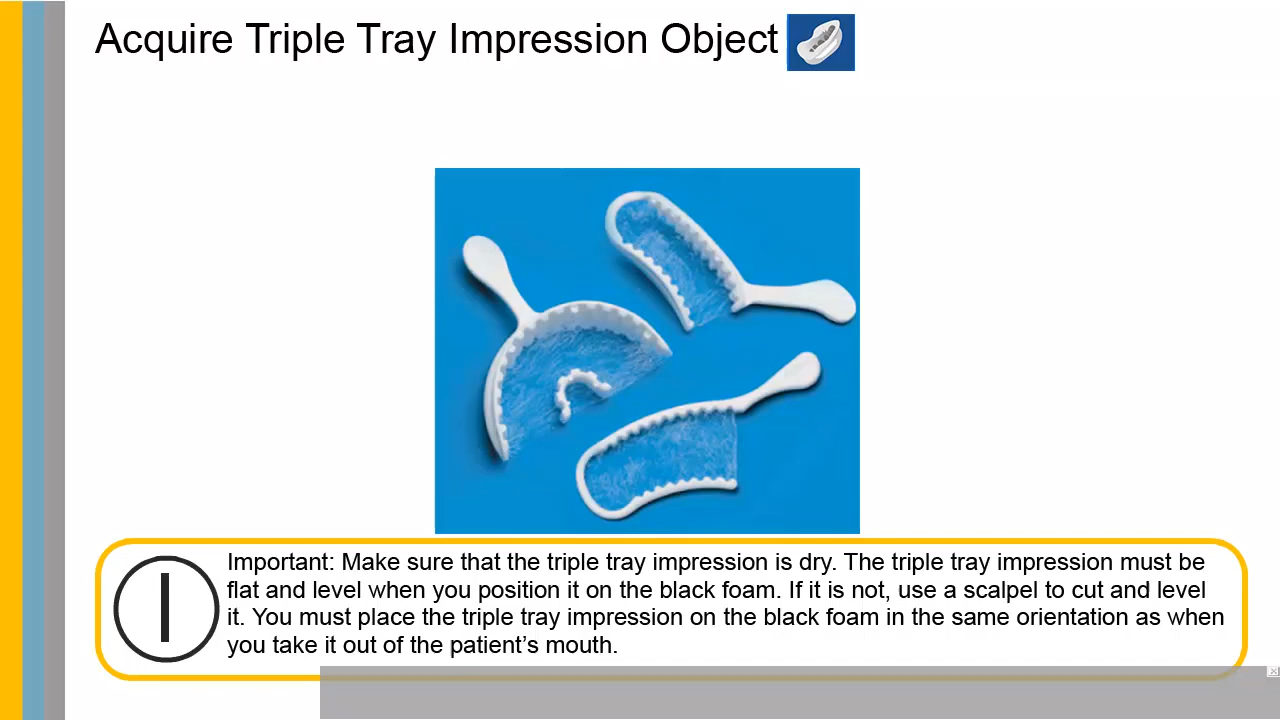 Acquire Triple Tray Impression Object
Important: Make sure that the triple tray impression is dry. The triple tray impression must be
flat and level when you position it on the black foam. If it is not, use a scalpel to cut and level
it. You must place the triple tray impression on the black foam in the same orientation as when
you take it out of the patient’s mouth.